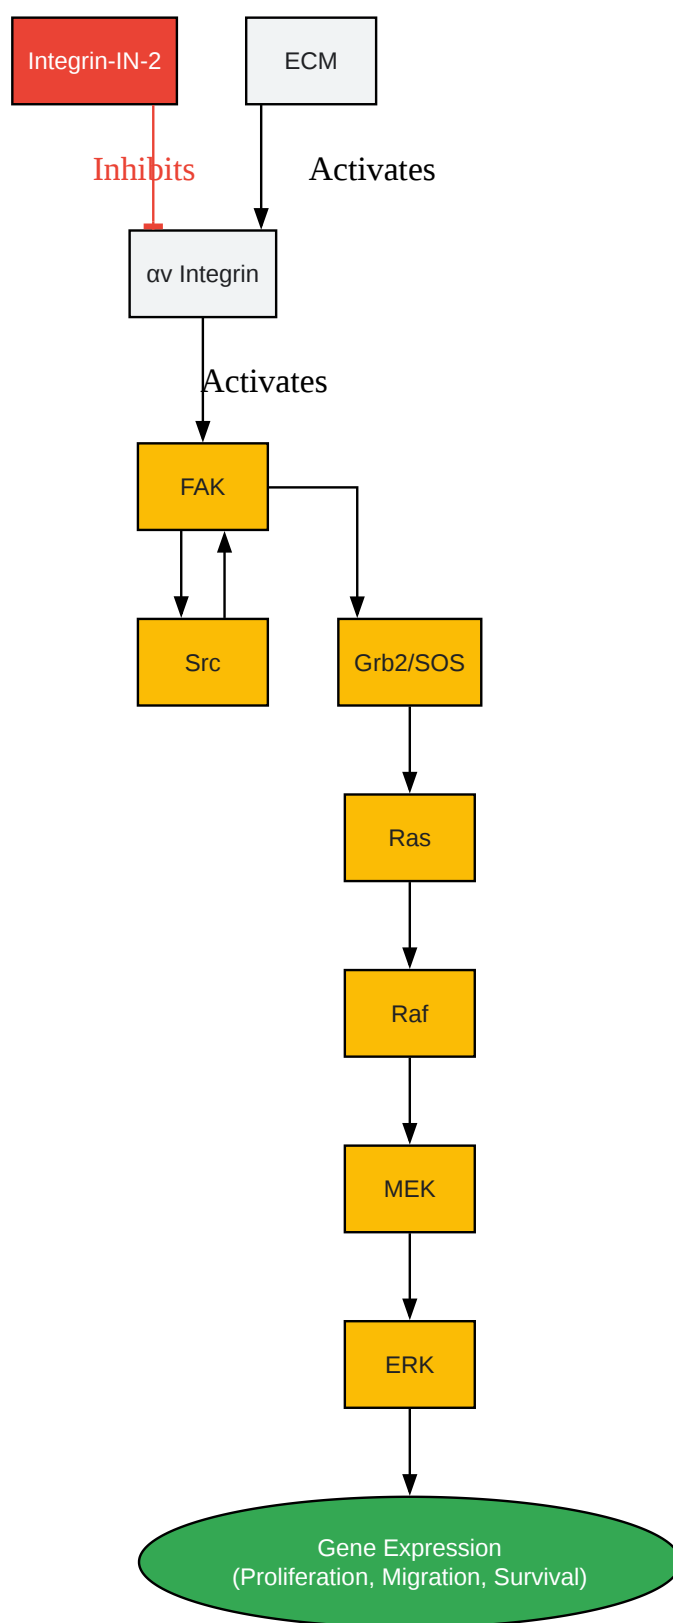 Integrin-IN-2
ECM
Inhibits
Activates
αv Integrin
Activates
FAK
Src
Grb2/SOS
Ras
Raf
MEK
ERK
Gene Expression
(Proliferation, Migration, Survival)